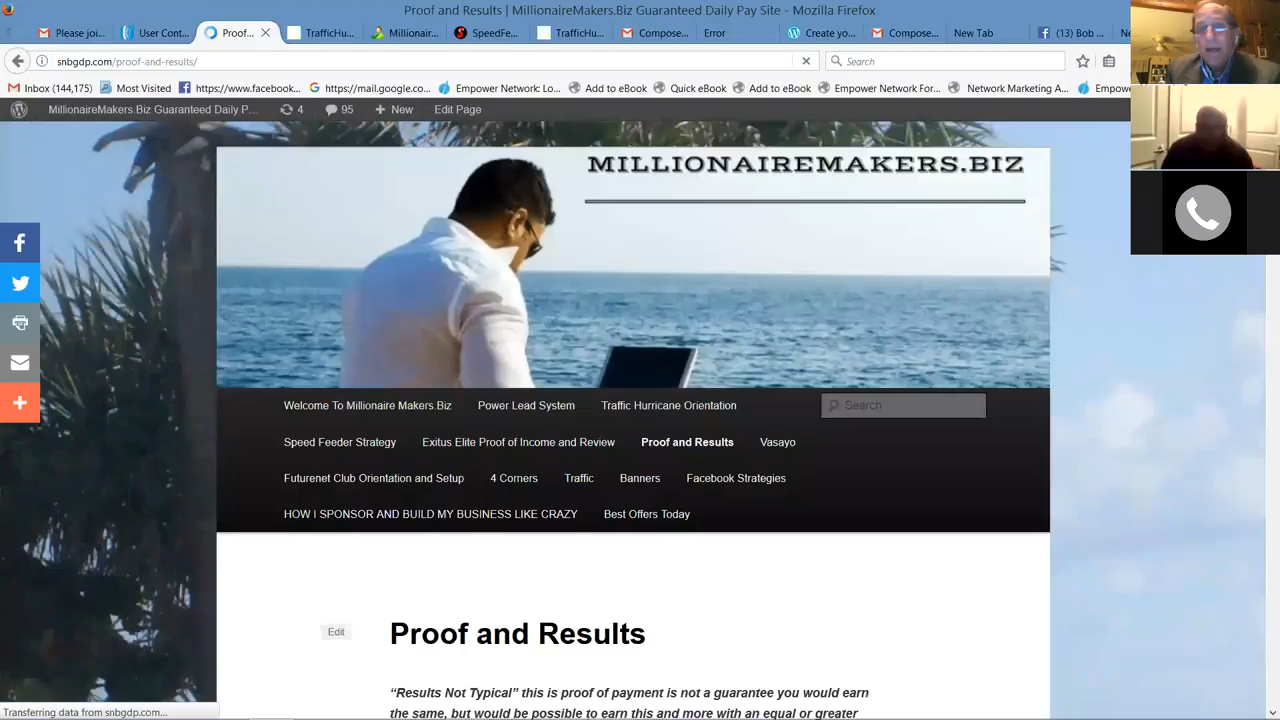 Proof and Results | MillionaireMakers.Biz Guaranteed Daily Pay Site - Mozilla Firefox
Please joi... User Cont... Proof... TrafficHu... Millionair... SpeedFe... TrafficHu... Compose... Error Create yo... Compose... New Tab (13) Bob ...
snbgdp.com/proof-and-results/ Search
Inbox (144,175) Most Visited https://www.facebook... https://mail.google.co... Empower Network: Lo... Add to eBook Quick eBook Add to eBook Empower Network For... Network Marketing A...
MillionaireMakers.Biz Guaranteed Daily P... 4 95 New Edit Page
MILLIONAIREMAKERS.BIZ
Welcome To Millionaire Makers.Biz Power Lead System Traffic Hurricane Orientation Search
Speed Feeder Strategy Exitus Elite Proof of Income and Review Proof and Results Vasayo
Futurenet Club Orientation and Setup 4 Corners Traffic Banners Facebook Strategies
HOW I SPONSOR AND BUILD MY BUSINESS LIKE CRAZY Best Offers Today
Edit Proof and Results
“Results Not Typical” this is proof of payment is not a guarantee you would earn
the same, but would be possible to earn this and more with an equal or greater
Transferring data from snbgdp.com...